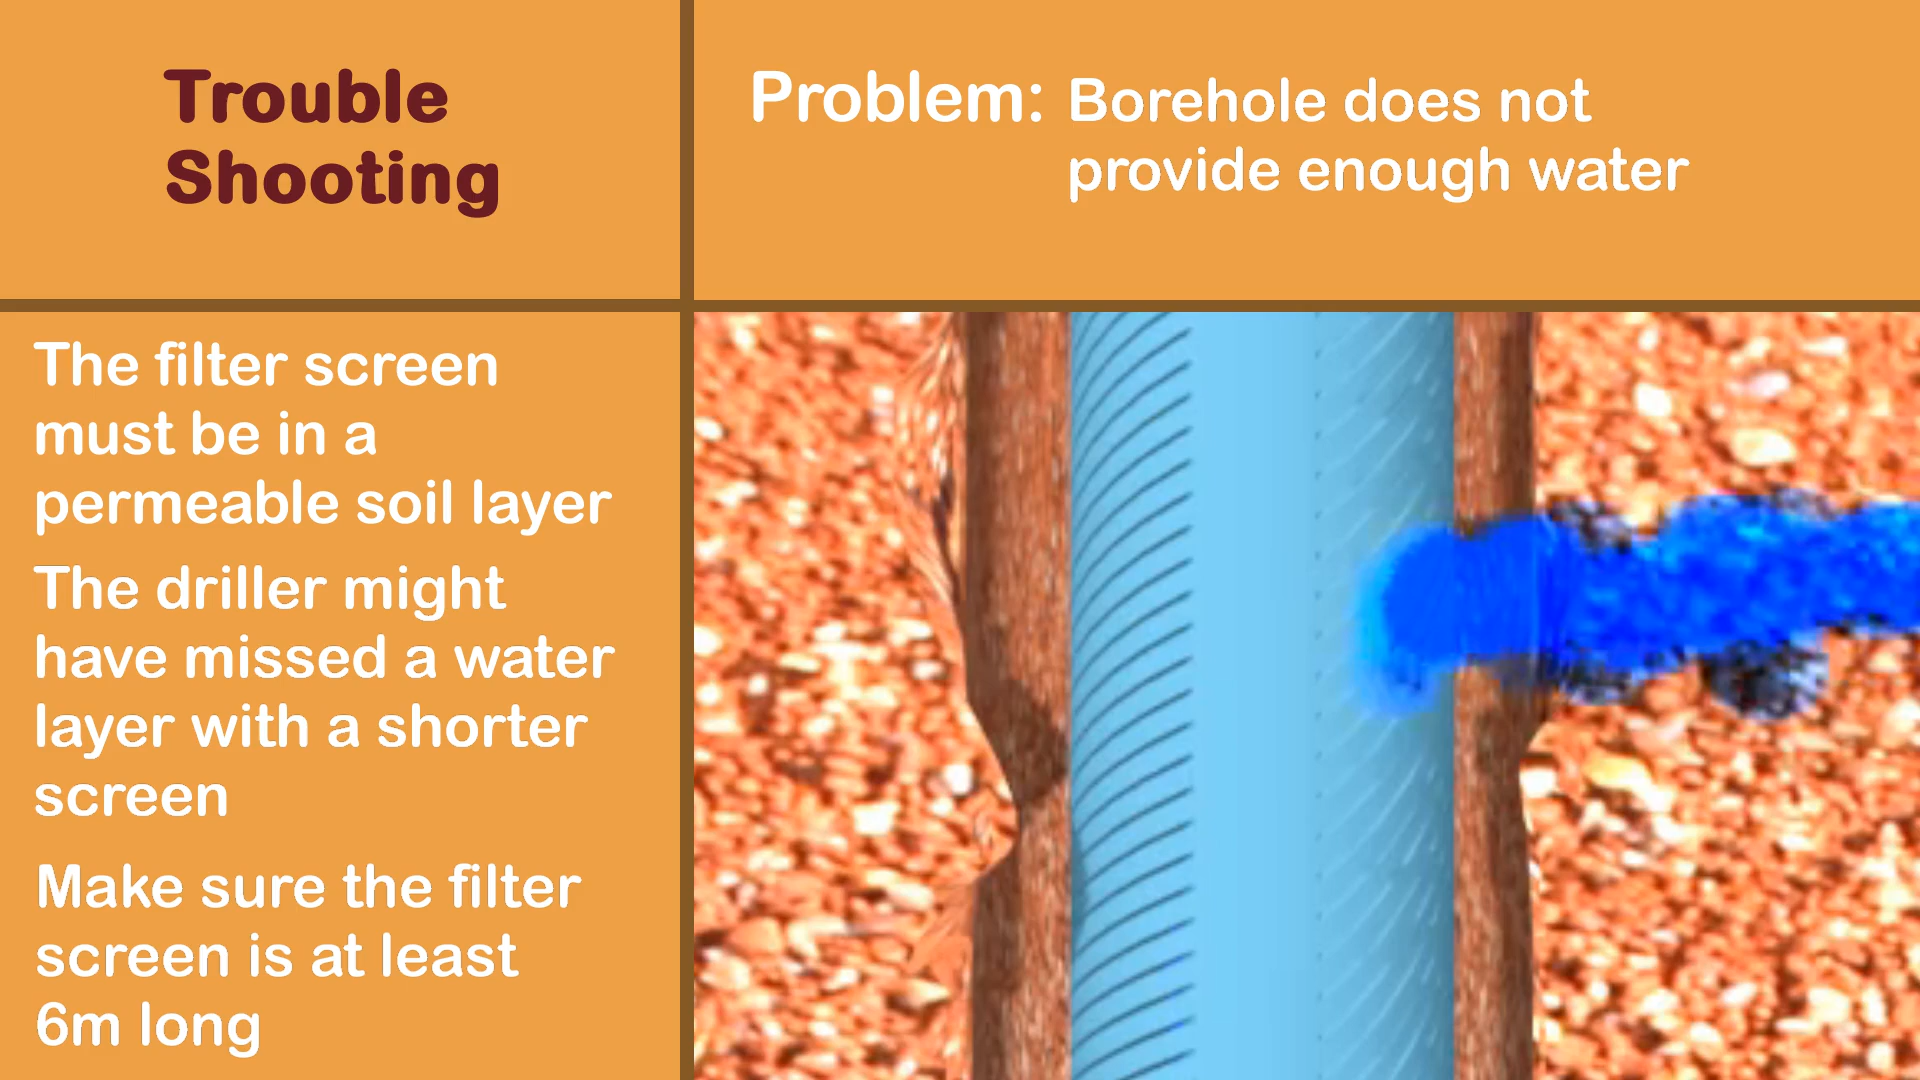 Trouble
Shooting
Problem: Borehole does not
provide enough water
The filter screen
must be in a
permeable soil layer
The driller might
have missed a water
layer with a shorter
screen
Make sure the filter
screen is at least
6m long